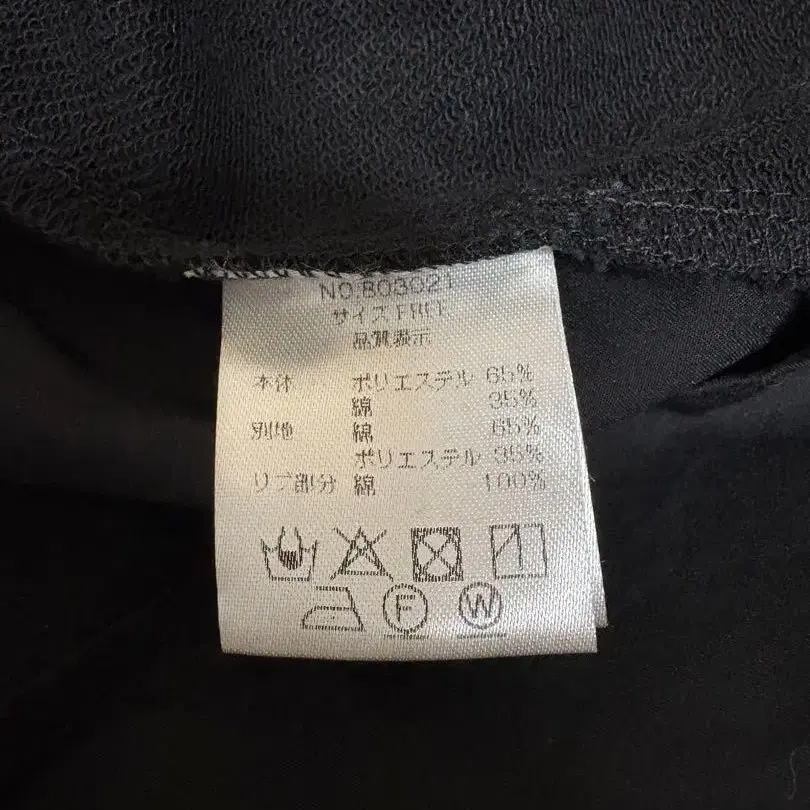 NO.803021
サイズ FREE
品質表示
本体 ポリエステル 65%
綿 35%
別地 綿 65%
ポリエステル 35%
リブ部分 綿 100%
F W